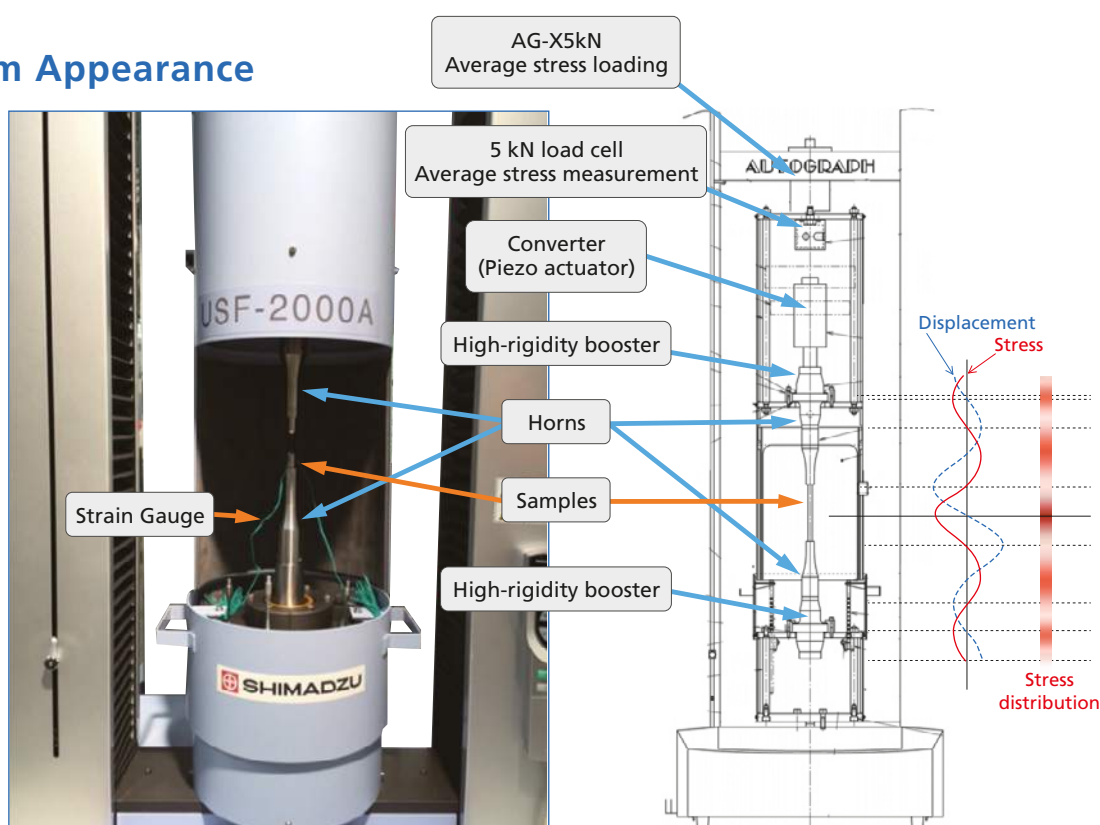 m Appearance
AG-X5kN
Average stress loading
5 kN load cell
Average stress measurement
AUTOGRAPH
Converter
(Piezo actuator)
USF-2000A
High-rigidity booster
Displacement
Stress
Horns
Samples
Strain Gauge
High-rigidity booster
SHIMADZU
Stress
distribution